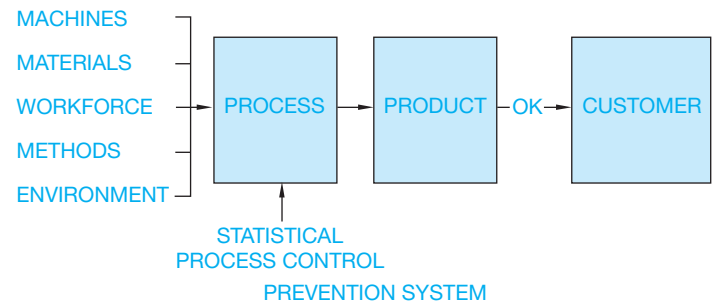 MACHINES
MATERIALS
WORKFORCE
METHODS
ENVIRONMENT
PROCESS
PRODUCT
OK
CUSTOMER
STATISTICAL
PROCESS CONTROL
PREVENTION SYSTEM